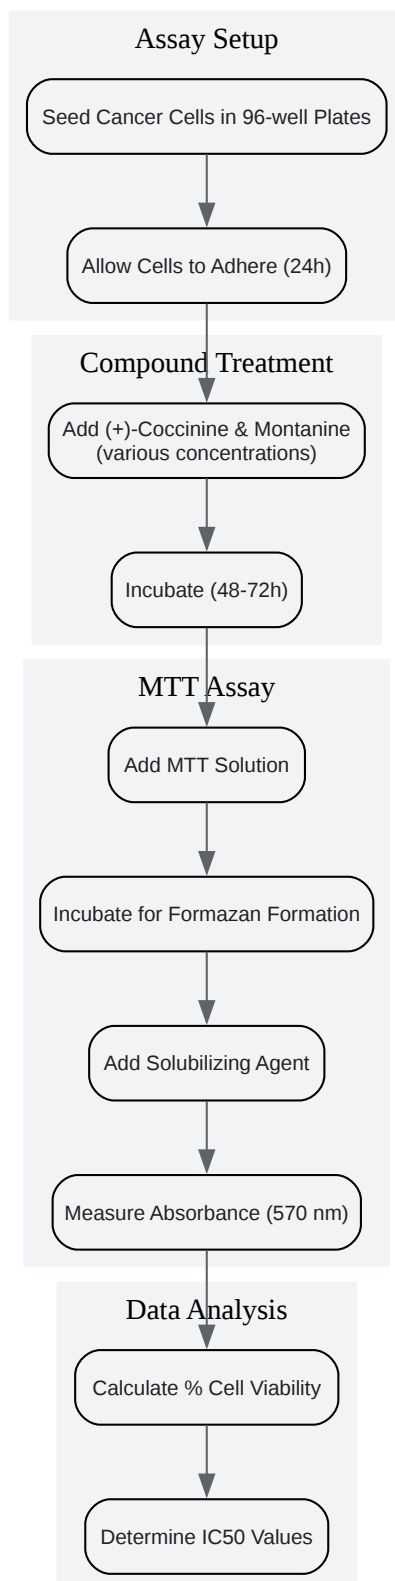 Assay Setup
Seed Cancer Cells in 96-well Plates
Allow Cells to Adhere (24h)
Compound Treatment
Add (+)-Coccinine & Montanine
(various concentrations)
Incubate (48-72h)
MTT Assay
Add MTT Solution
Incubate for Formazan Formation
Add Solubilizing Agent
Measure Absorbance (570 nm)
Data Analysis
Calculate % Cell Viability
Determine IC50 Values